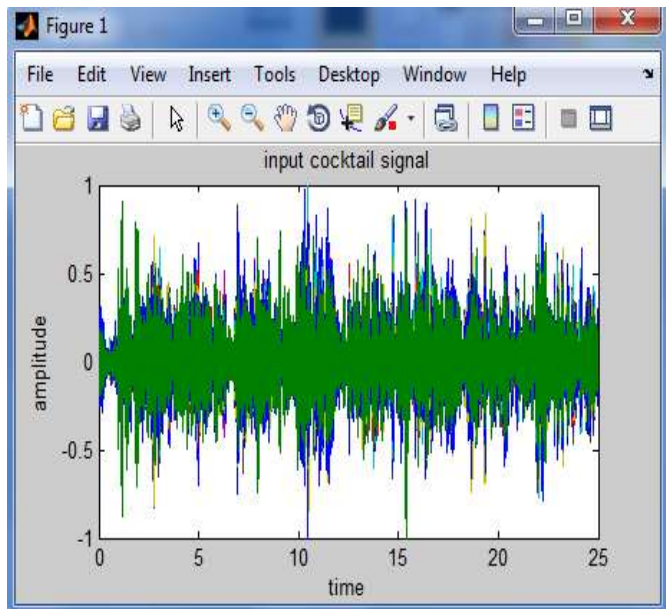 Figure 1
File Edit View Insert Tools Desktop Window Help
input cocktail signal
1
0.5
0
-0.5
-1
amplitude
0 5 10 15 20 25
time